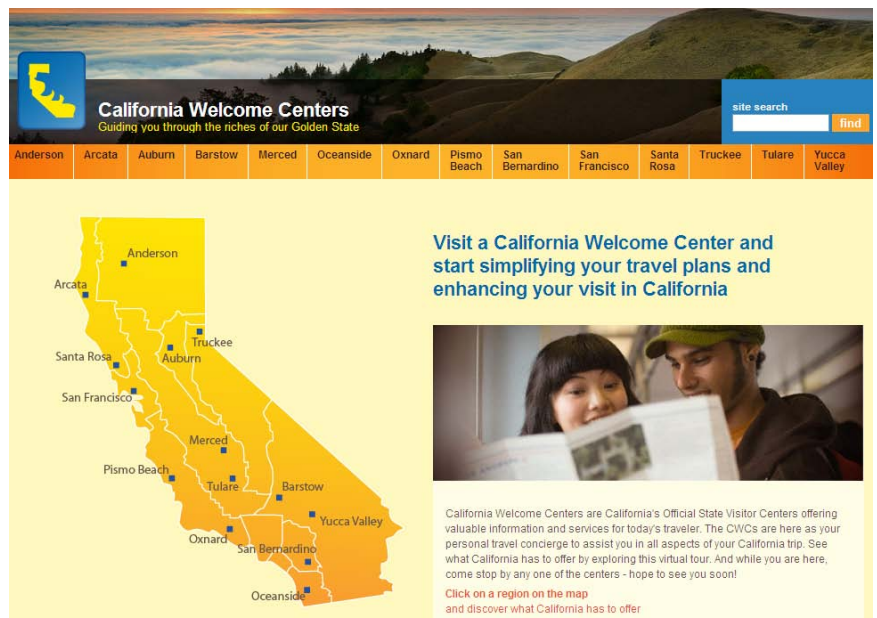 California Welcome Centers
Guiding you through the riches of our Golden State
site search
find
Anderson
Arcata
Auburn
Barstow
Merced
Oceanside
Oxnard
Pismo
Beach
San
Bernardino
San
Francisco
Santa
Rosa
Truckee
Tulare
Yucca
Valley
Anderson
Arcata
Truckee
Santa Rosa
Auburn
San Francisco
Merced
Pismo Beach
Tulare
Barstow
Yucca Valley
Oxnard
San Bernardino
Oceanside
Visit a California Welcome Center and
start simplifying your travel plans and
enhancing your visit in California
California Welcome Centers are California's Official State Visitor Centers offering
valuable information and services for today's traveler. The CWCs are here as your
personal travel concierge to assist you in all aspects of your California trip. See
what California has to offer by exploring this virtual tour. And while you are here,
come stop by any one of the centers - hope to see you soon!
Click on a region on the map
and discover what California has to offer